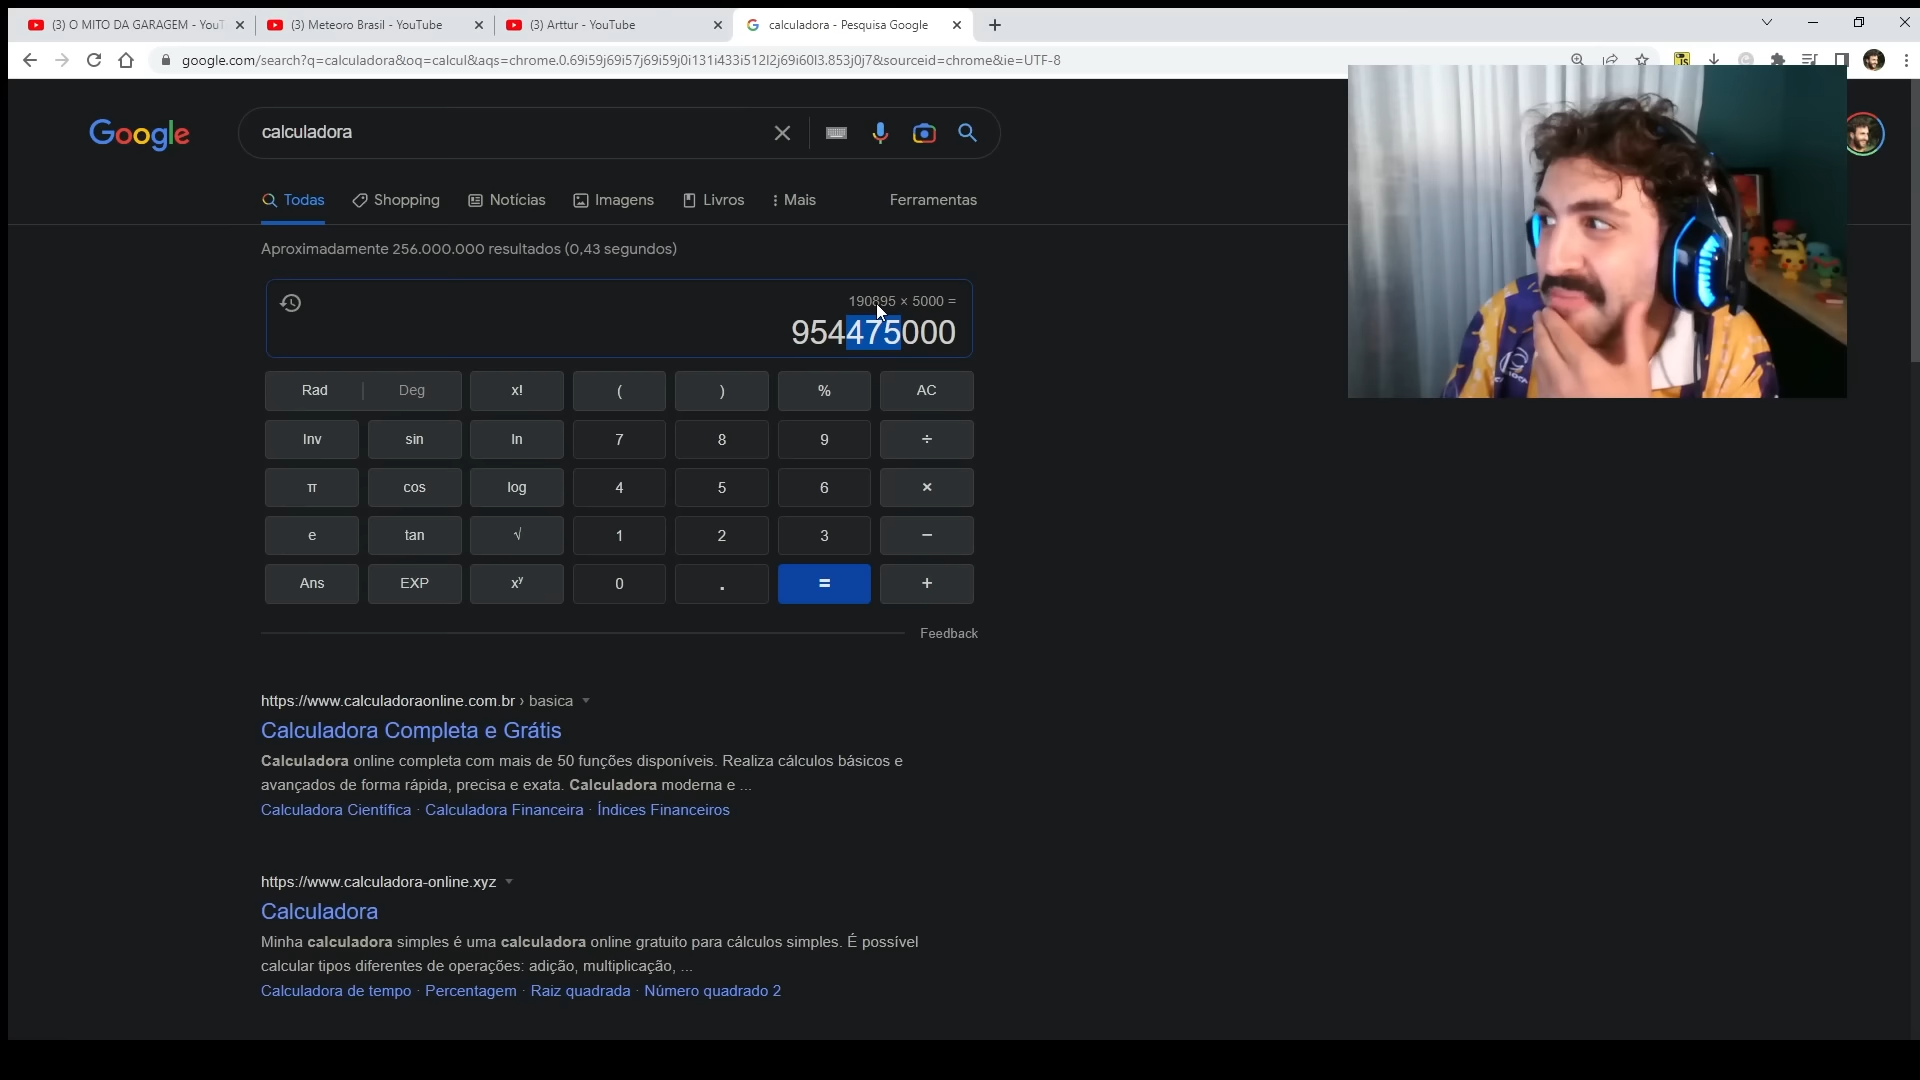 (3) O MITO DA GARAGEM - YouT
(3) Meteoro Brasil - YouTube
(3) Arttur - YouTube
calculadora - Pesquisa Google
google.com/search?q=calculadora&oq=calcul&aqs=chrome.0.69i59j69i57j69i59j0i131i433i512l2j69i60l3.853j0j7&sourceid=chrome&ie=UTF-8
Google
calculadora
Todas
Shopping
Notícias
Imagens
Livros
Mais
Ferramentas
Aproximadamente 256.000.000 resultados (0,43 segundos)
190895 × 5000 =
954475000
Rad | Deg x! ( ) % AC
Inv sin ln 7 8 9 ÷
π cos log 4 5 6 ×
e tan √ 1 2 3 −
Ans EXP xʸ 0 . = +
Feedback
https://www.calculadoraonline.com.br › basica
Calculadora Completa e Grátis
Calculadora online completa com mais de 50 funções disponíveis. Realiza cálculos básicos e
avançados de forma rápida, precisa e exata. Calculadora moderna e ...
Calculadora Científica · Calculadora Financeira · Índices Financeiros
https://www.calculadora-online.xyz
Calculadora
Minha calculadora simples é uma calculadora online gratuito para cálculos simples. É possível
calcular tipos diferentes de operações: adição, multiplicação, ...
Calculadora de tempo · Percentagem · Raiz quadrada · Número quadrado 2